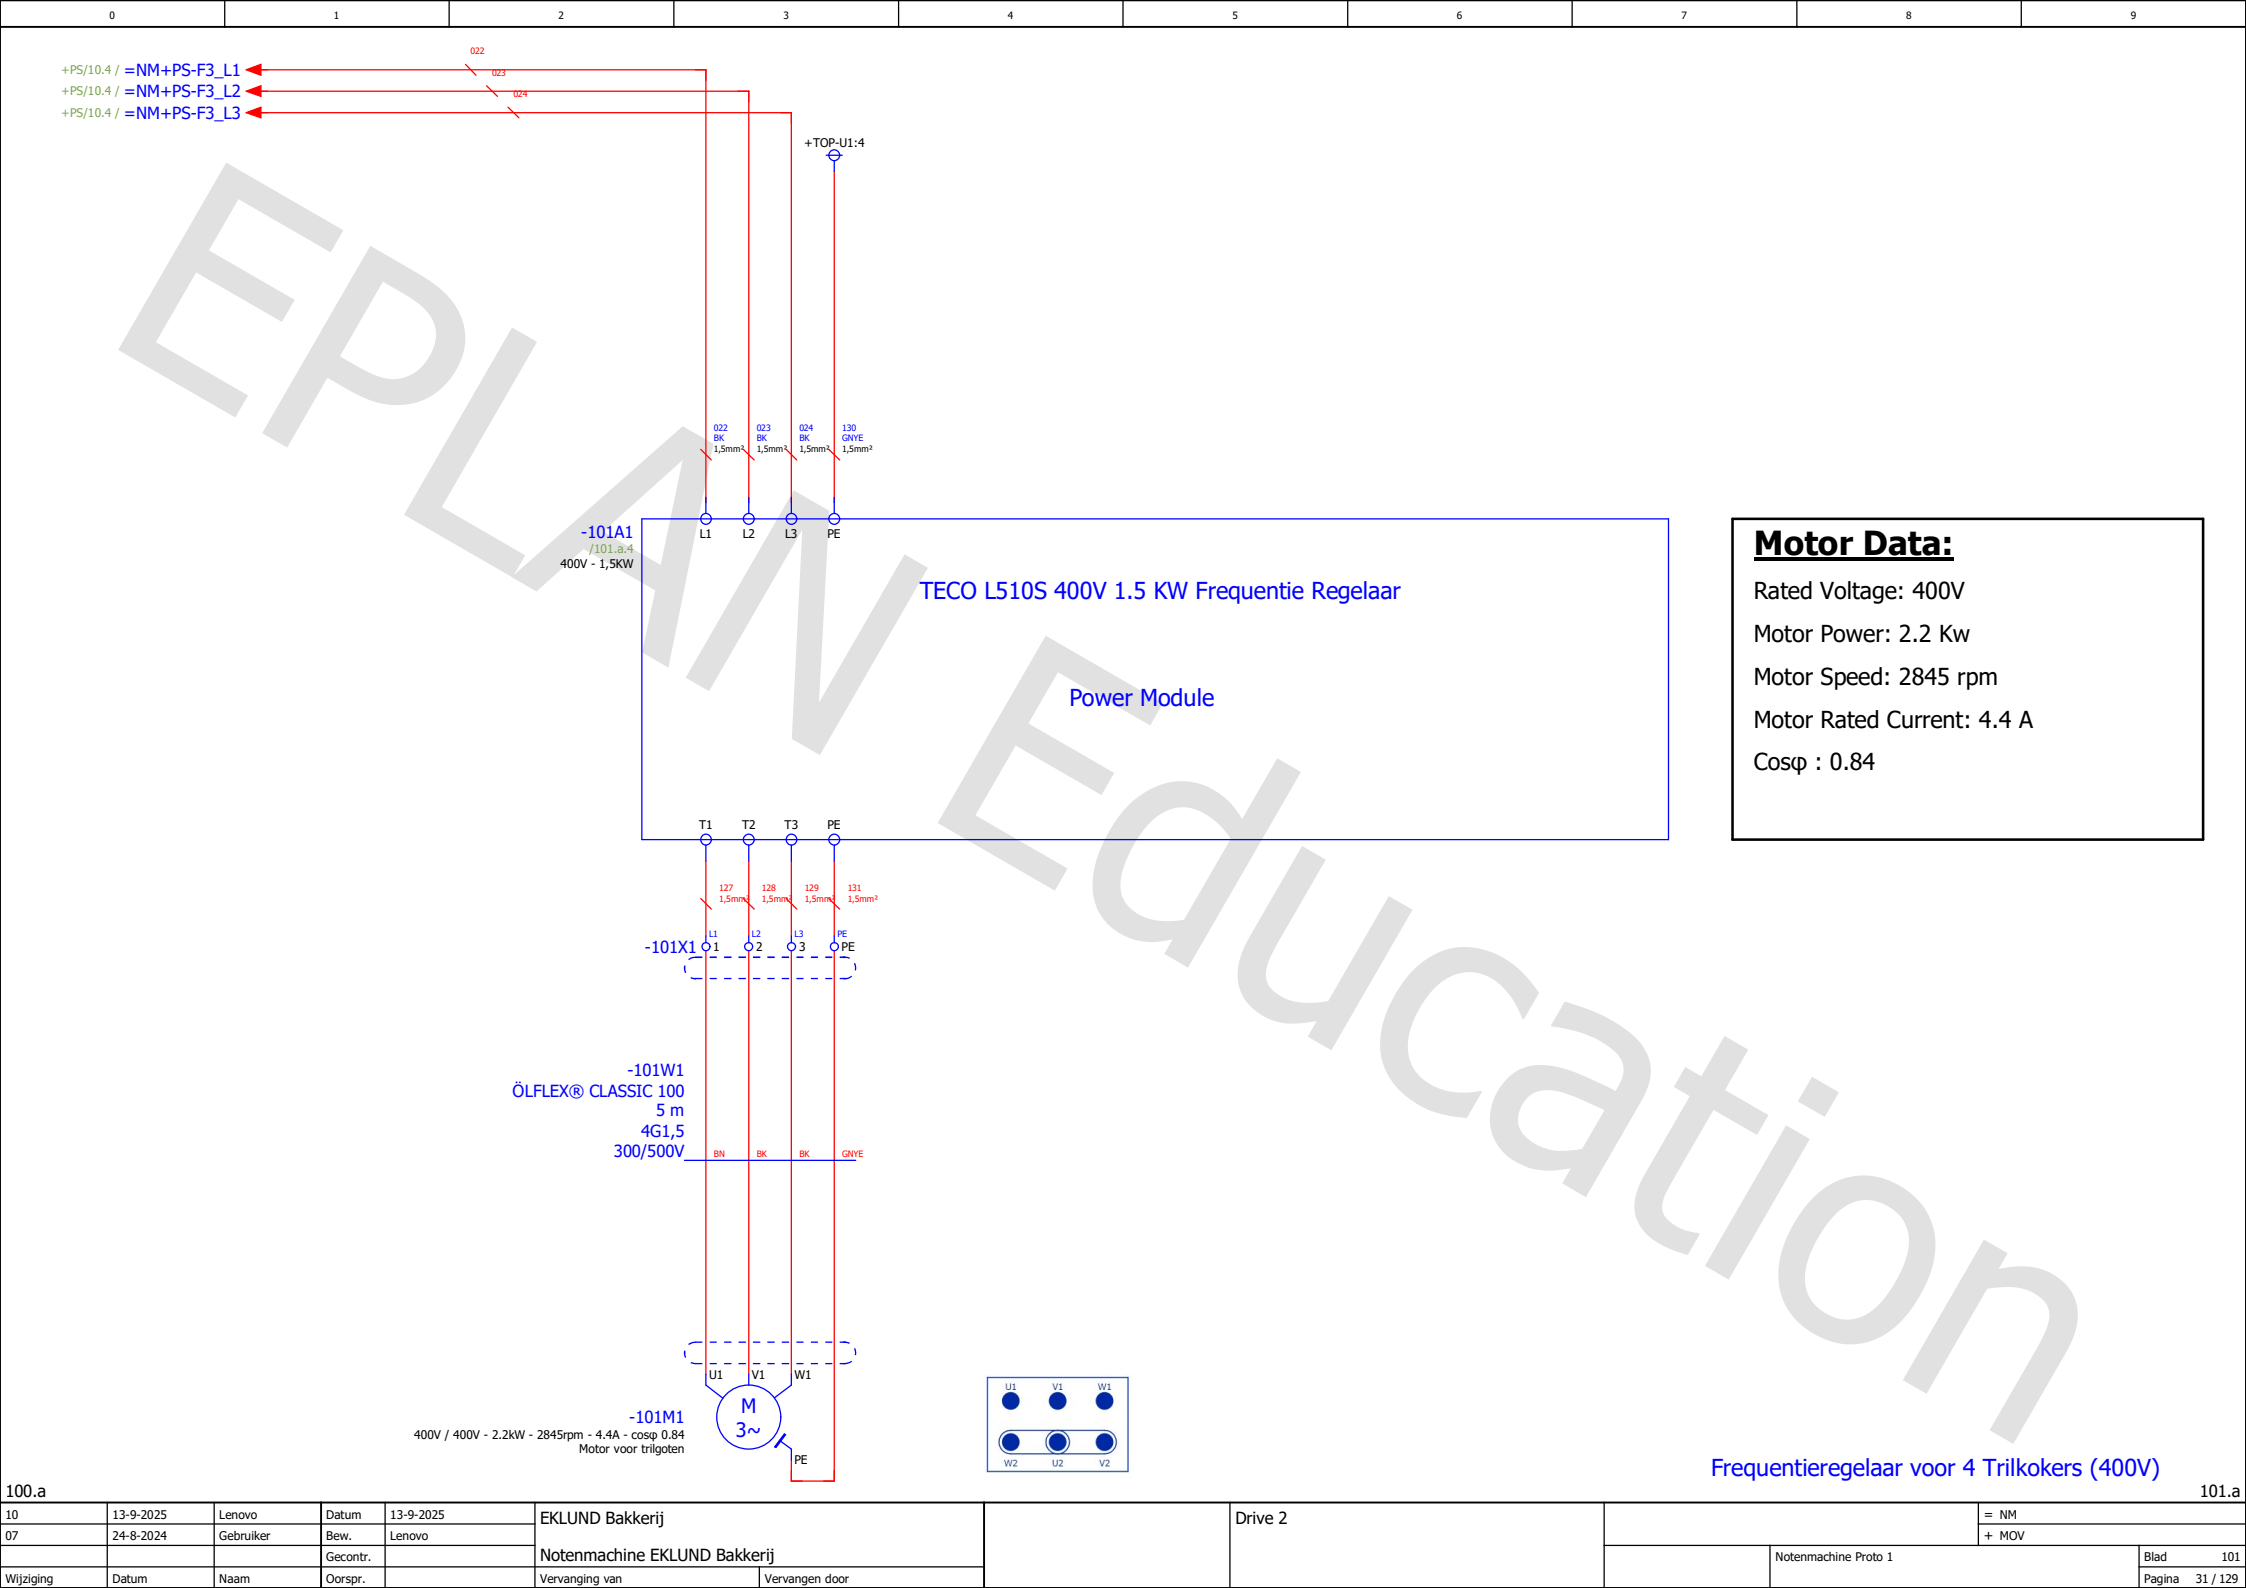 0 1 2 3 4 5 6 7 8 9
022
+PS/10.4 / =NM+PS-F3_L1
023
+PS/10.4 / =NM+PS-F3_L2
024
+PS/10.4 / =NM+PS-F3_L3
+TOP-U1:4
022 023 024 130
BK BK BK GNYE
1,5mm² 1,5mm² 1,5mm² 1,5mm²
-101A1
L1 L2 L3 PE
/101.a.4
400V - 1,5KW
TECO L510S 400V 1.5 KW Frequentie Regelaar
Power Module
Motor Data:
Rated Voltage: 400V
Motor Power: 2.2 Kw
Motor Speed: 2845 rpm
Motor Rated Current: 4.4 A
Cosφ : 0.84
T1 T2 T3 PE
127 128 129 131
1,5mm² 1,5mm² 1,5mm² 1,5mm²
L1 L2 L3 PE
-101X1 1 2 3 PE
-101W1
ÖLFLEX® CLASSIC 100
5 m
4G1,5
300/500V
BN BK BK GNYE
U1 V1 W1
M
3~
-101M1
400V / 400V - 2.2kW - 2845rpm - 4.4A - cosφ 0.84
Motor voor trilgoten
PE
U1 V1 W1
W2 U2 V2
Frequentieregelaar voor 4 Trilkokers (400V)
EPLAN Education
100.a 101.a
10 13-9-2025 Lenovo Datum 13-9-2025 EKLUND Bakkerij Drive 2 = NM
07 24-8-2024 Gebruiker Bew. Lenovo + MOV
Gecontr. Notenmachine EKLUND Bakkerij Notenmachine Proto 1 Blad 101
Wijziging Datum Naam Oorspr. Vervanging van Vervangen door Pagina 31 / 129